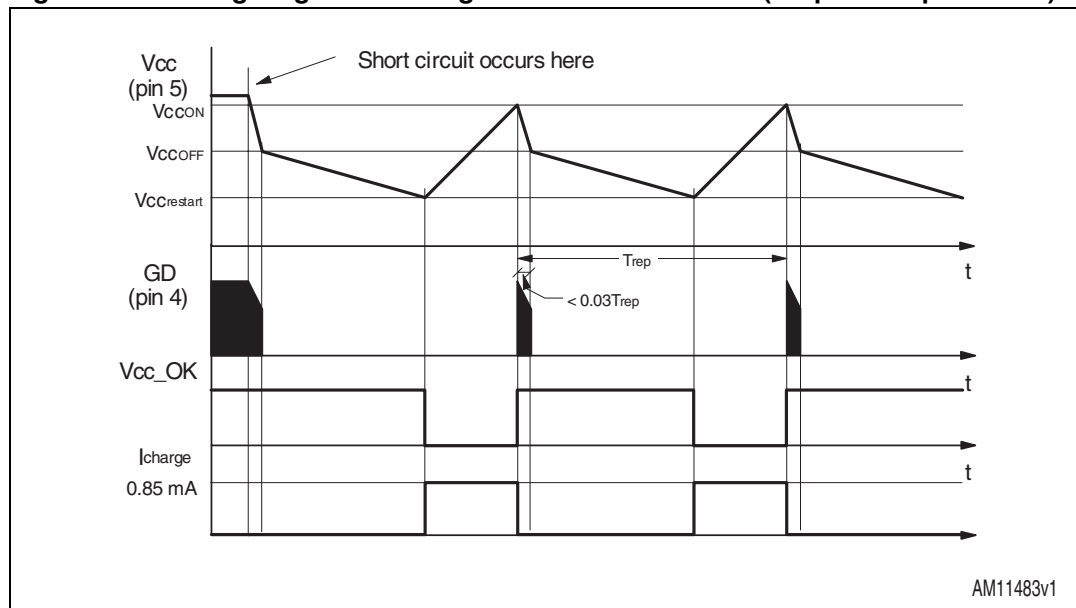 Short circuit occurs here
Vcc
(pin 5)
VccON
VccOFF
Vccrestart
Trep
t
GD
(pin 4)
< 0.03Trep
Vcc_OK
t
Icharge
t
0.85 mA
AM11483v1